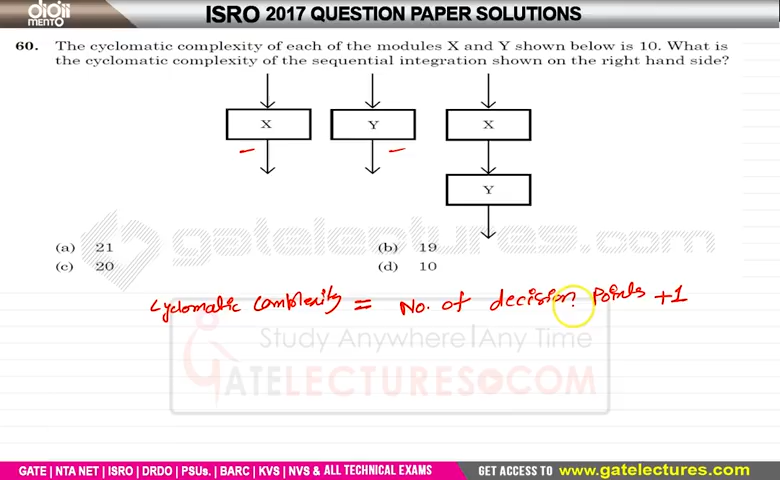 digii
MENTO
ISRO 2017 QUESTION PAPER SOLUTIONS
60. The cyclomatic complexity of each of the modules X and Y shown below is 10. What is
the cyclomatic complexity of the sequential integration shown on the right hand side?
X Y X
Y
(a) 21 (b) 19
(c) 20 (d) 10
gatelectures.com
cyclomatic complexity = No. of decision points +1
Study Anywhere|Any Time
GATELECTURES.COM
GATE | NTA NET | ISRO | DRDO | PSUs. | BARC | KVS | NVS & ALL TECHNICAL EXAMS GET ACCESS TO www.gatelectures.com